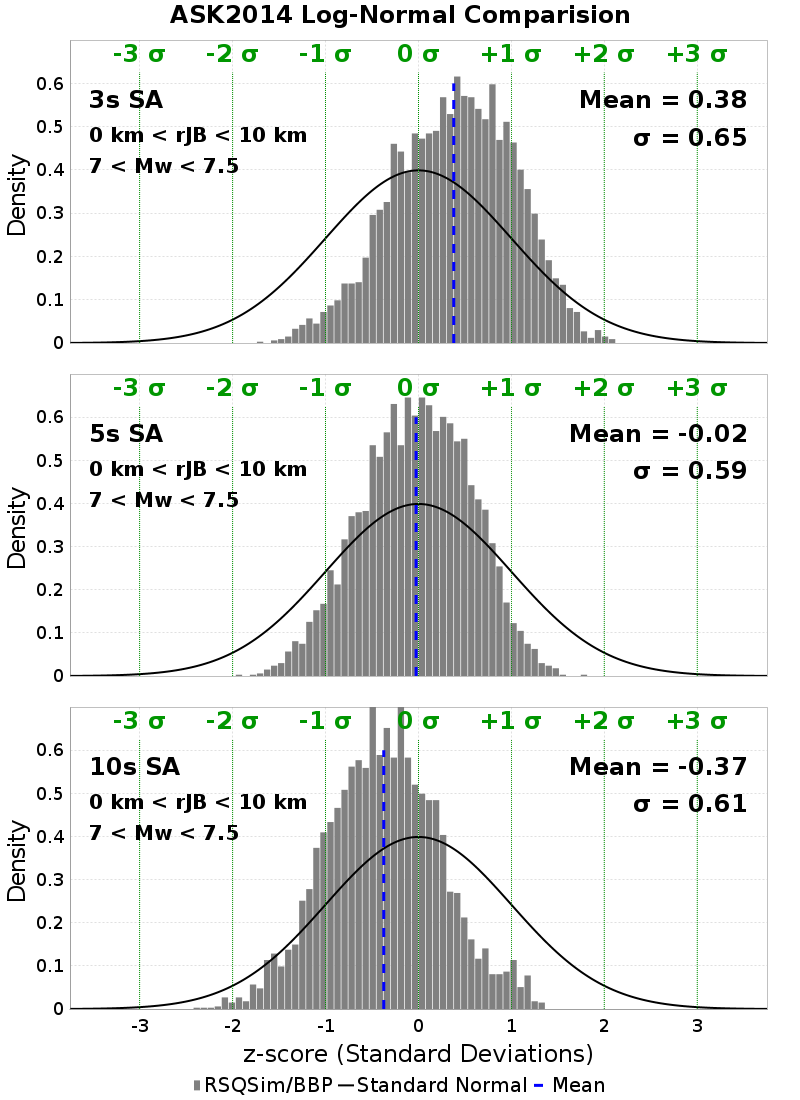 ASK2014 Log-Normal Comparision
-3 σ -2 σ -1 σ 0 σ +1 σ +2 σ +3 σ
0.6
0.5
0.4
0.3
0.2
0.1
0
Density
3s SA
0 km < rJB < 10 km
7 < Mw < 7.5
Mean = 0.38
σ = 0.65
-3 σ -2 σ -1 σ 0 σ +1 σ +2 σ +3 σ
0.6
0.5
0.4
0.3
0.2
0.1
0
Density
5s SA
0 km < rJB < 10 km
7 < Mw < 7.5
Mean = -0.02
σ = 0.59
-3 σ -2 σ -1 σ 0 σ +1 σ +2 σ +3 σ
0.6
0.5
0.4
0.3
0.2
0.1
0
Density
10s SA
0 km < rJB < 10 km
7 < Mw < 7.5
Mean = -0.37
σ = 0.61
-3 -2 -1 0 1 2 3
z-score (Standard Deviations)
RSQSim/BBP Standard Normal Mean